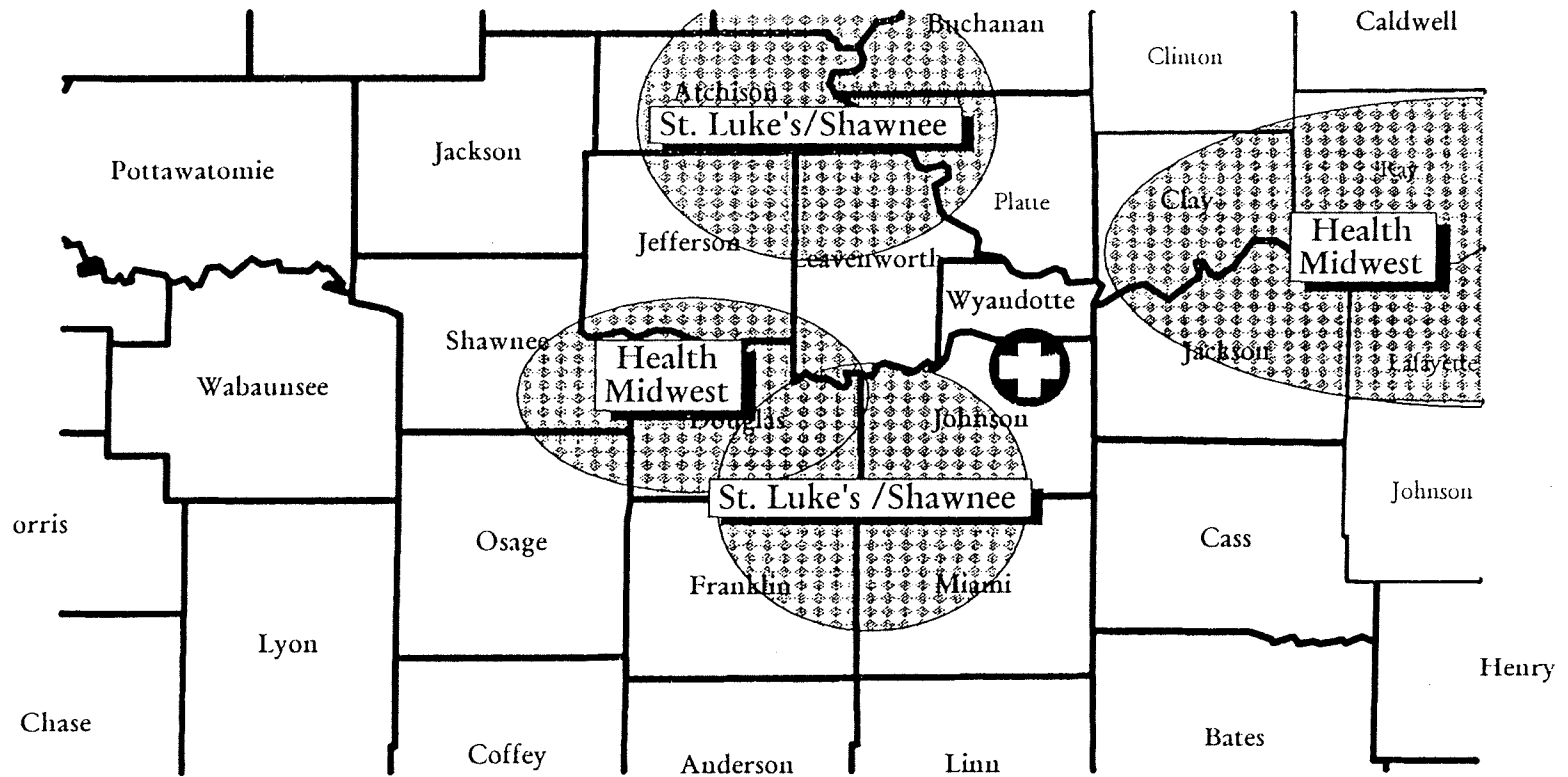 Buchanan
Caldwell
Clinton
Atchison
St. Luke's/Shawnee
Pottawatomie
Jackson
Ray
Clay
Platte
Health
Midwest
Jefferson
Leavenworth
Wyandotte
Shawnee
Health
Midwest
Jackson
Lafayette
Wabaunsee
Douglas
Johnson
St. Luke's /Shawnee
Johnson
orris
Osage
Cass
Franklin
Miami
Lyon
Henry
Chase
Coffey
Anderson
Linn
Bates